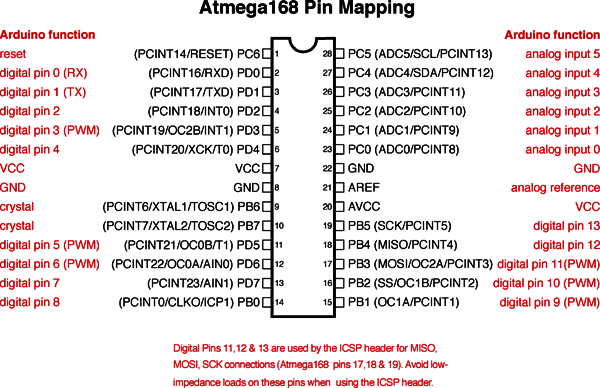 Atmega168 Pin Mapping
Arduino function Arduino function
reset (PCINT14/RESET) PC6 1 28 PC5 (ADC5/SCL/PCINT13) analog input 5
digital pin 0 (RX) (PCINT16/RXD) PD0 2 27 PC4 (ADC4/SDA/PCINT12) analog input 4
digital pin 1 (TX) (PCINT17/TXD) PD1 3 26 PC3 (ADC3/PCINT11) analog input 3
digital pin 2 (PCINT18/INT0) PD2 4 25 PC2 (ADC2/PCINT10) analog input 2
digital pin 3 (PWM) (PCINT19/OC2B/INT1) PD3 5 24 PC1 (ADC1/PCINT9) analog input 1
digital pin 4 (PCINT20/XCK/T0) PD4 6 23 PC0 (ADC0/PCINT8) analog input 0
VCC VCC 7 22 GND GND
GND GND 8 21 AREF analog reference
crystal (PCINT6/XTAL1/TOSC1) PB6 9 20 AVCC VCC
crystal (PCINT7/XTAL2/TOSC2) PB7 10 19 PB5 (SCK/PCINT5) digital pin 13
digital pin 5 (PWM) (PCINT21/OC0B/T1) PD5 11 18 PB4 (MISO/PCINT4) digital pin 12
digital pin 6 (PWM) (PCINT22/OC0A/AIN0) PD6 12 17 PB3 (MOSI/OC2A/PCINT3) digital pin 11(PWM)
digital pin 7 (PCINT23/AIN1) PD7 13 16 PB2 (SS/OC1B/PCINT2) digital pin 10 (PWM)
digital pin 8 (PCINT0/CLKO/ICP1) PB0 14 15 PB1 (OC1A/PCINT1) digital pin 9 (PWM)
Digital Pins 11,12 & 13 are used by the ICSP header for MISO,
MOSI, SCK connections (Atmega168 pins 17,18 & 19). Avoid low-
impedance loads on these pins when using the ICSP header.